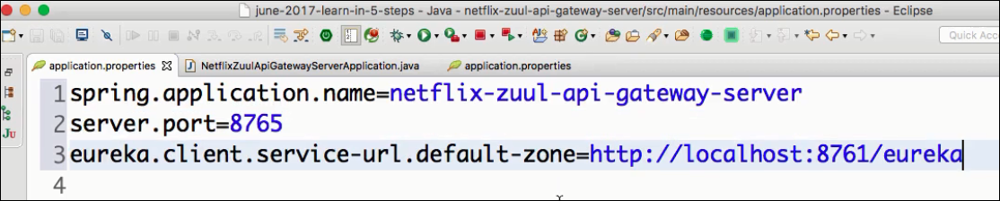 june-2017-learn-in-5-steps - Java - netflix-zuul-api-gateway-server/src/main/resources/application.properties - Eclipse
Quick Acc
application.properties NetflixZuulApiGatewayServerApplication.java application.properties
1 spring.application.name=netflix-zuul-api-gateway-server
2 server.port=8765
3 eureka.client.service-url.default-zone=http://localhost:8761/eureka
4
JU